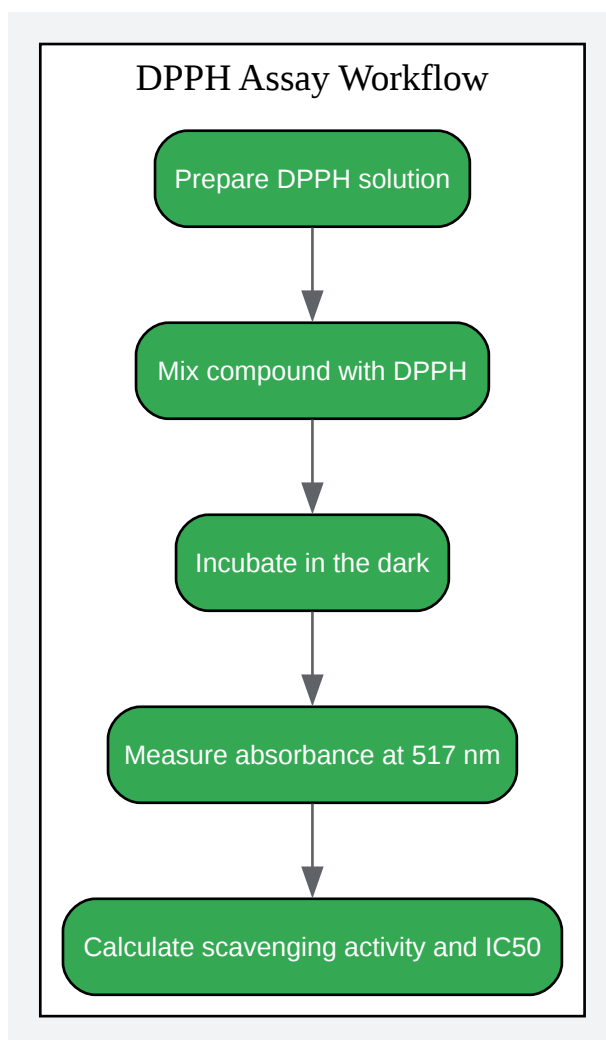 DPPH Assay Workflow
Prepare DPPH solution
Mix compound with DPPH
Incubate in the dark
Measure absorbance at 517 nm
Calculate scavenging activity and IC50